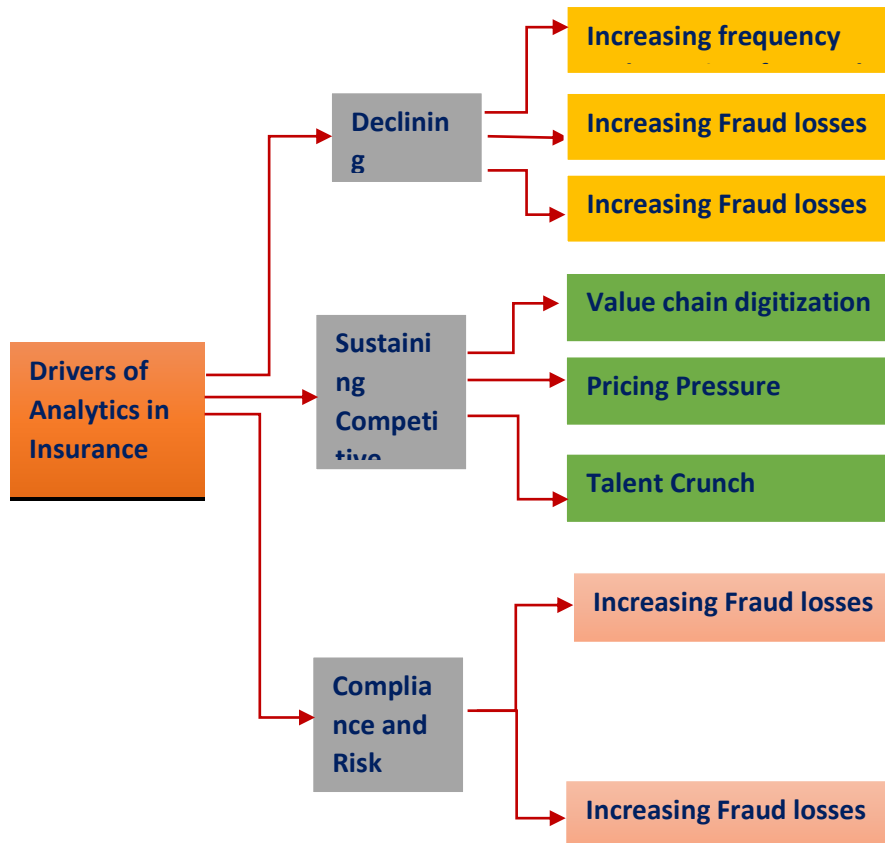 Increasing frequency
Declinin
g
Increasing Fraud losses
Increasing Fraud losses
Drivers of
Analytics in
Insurance
Sustaini
ng
Competi
tive
Value chain digitization
Pricing Pressure
Talent Crunch
Complia
nce and
Risk
Increasing Fraud losses
Increasing Fraud losses